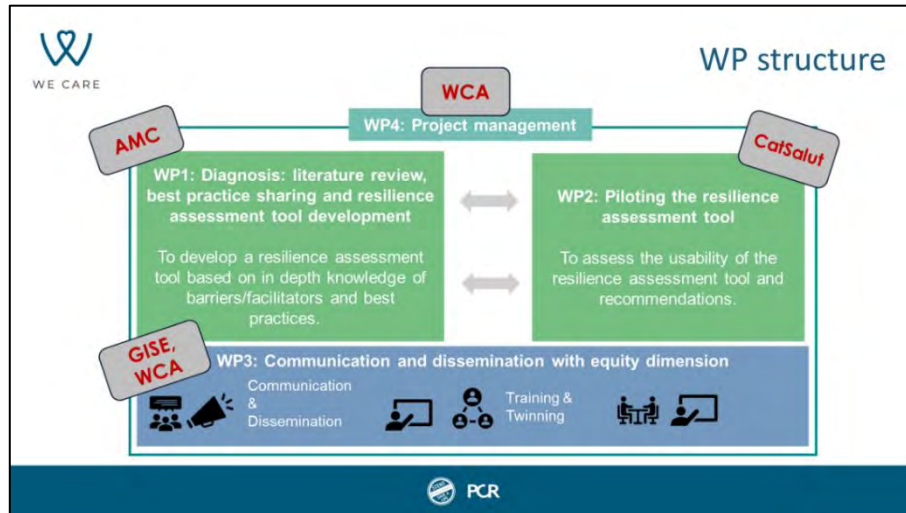 WE CARE
WP structure
WCA
WP4: Project management
AMC
CatSalut
WP1: Diagnosis: literature review,
best practice sharing and resilience
assessment tool development
To develop a resilience assessment
tool based on in depth knowledge of
barriers/facilitators and best
practices.
WP2: Piloting the resilience
assessment tool
To assess the usability of the
resilience assessment tool and
recommendations.
GISE,
WCA
WP3: Communication and dissemination with equity dimension
Communication
&
Dissemination
Training &
Twinning
PCR